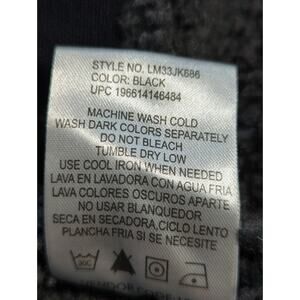 STYLE NO. LM33JK686
COLOR: BLACK
UPC 196614146484
MACHINE WASH COLD
WASH DARK COLORS SEPARATELY
DO NOT BLEACH
TUMBLE DRY LOW
USE COOL IRON WHEN NEEDED
LAVA EN LAVADORA CON AGUA FRIA
LAVA COLORES OSCUROS APARTE
NO USAR BLANQUEDOR
SECA EN SECADORA, CICLO LENTO
PLANCHA FRIA SI NECESITE